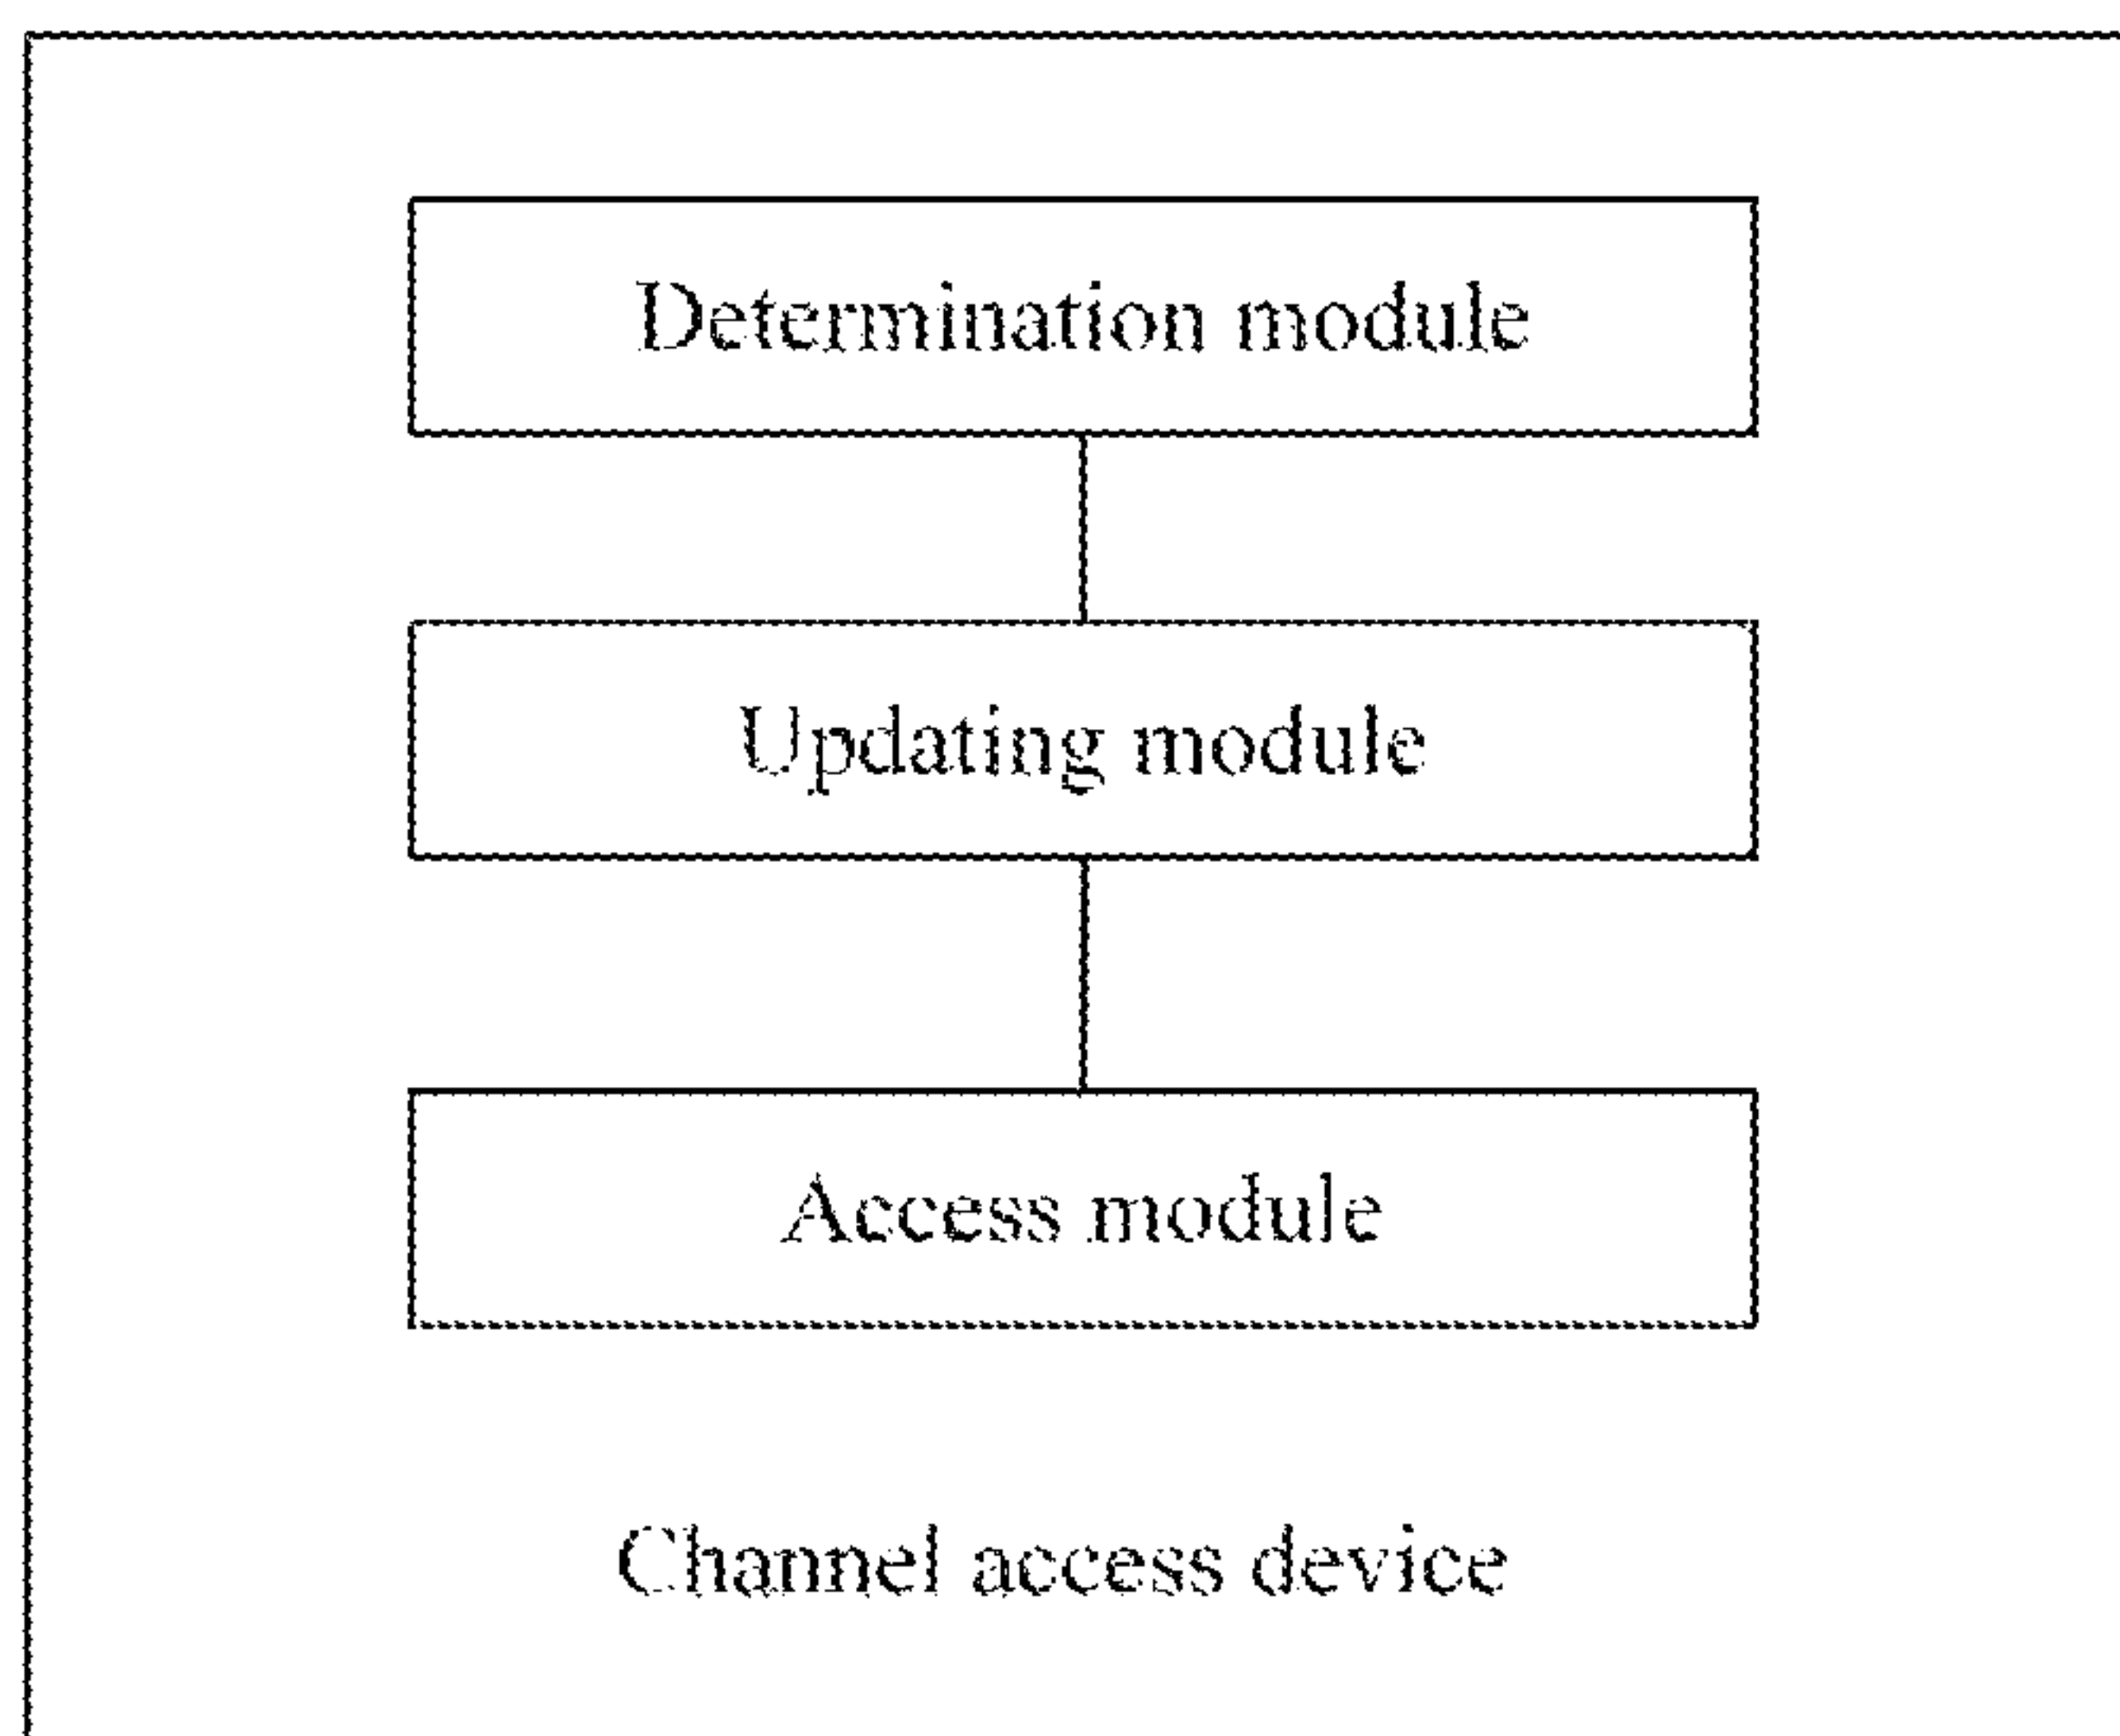 Determination module
Updating module
Access module
Channel access device